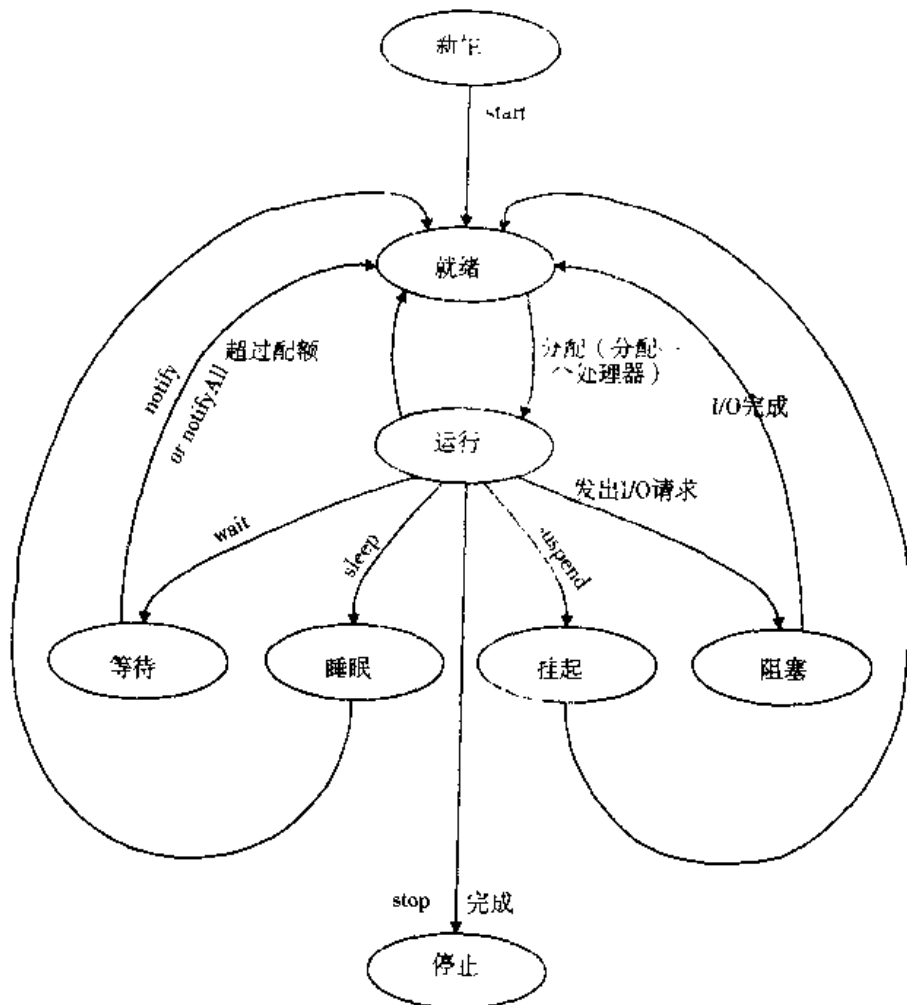 新生
start
就绪
超过配额
分配（分配一
个处理器）
notify
or notifyAll
I/O完成
运行
发出I/O请求
wait
sleep
suspend
等待
睡眠
挂起
阻塞
stop
完成
停止